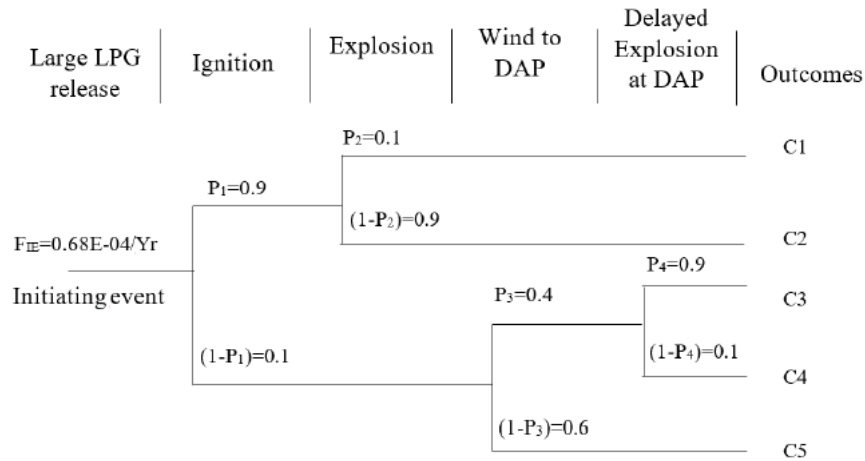 Large LPG
release
Ignition
Explosion
Wind to
DAP
Delayed
Explosion
at DAP
Outcomes
P₂=0.1
C1
P₁=0.9
(1-P₂)=0.9
C2
F_IE=0.68E-04/Yr
Initiating event
P₄=0.9
P₃=0.4
C3
(1-P₁)=0.1
(1-P₄)=0.1
C4
(1-P₃)=0.6
C5